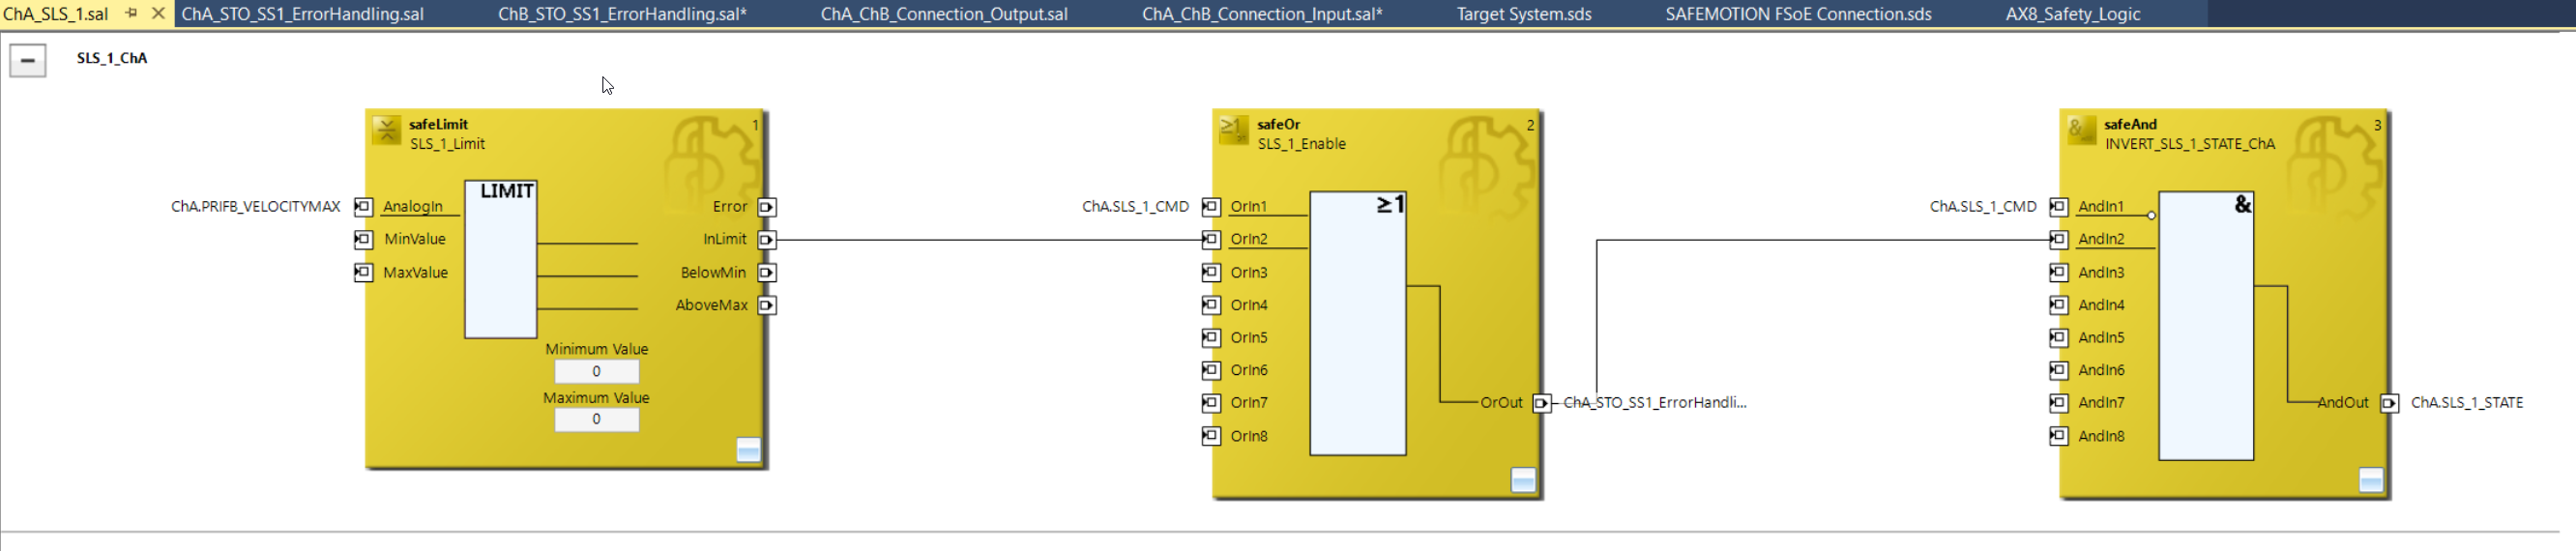 ChA_SLS_1.sal
ChA_STO_SS1_ErrorHandling.sal
ChB_STO_SS1_ErrorHandling.sal*
ChA_ChB_Connection_Output.sal
ChA_ChB_Connection_Input.sal*
Target System.sds
SAFEMOTION FSoE Connection.sds
AX8_Safety_Logic
SLS_1_ChA
safeLimit
1
SLS_1_Limit
LIMIT
ChA.PRIFB_VELOCITYMAX
AnalogIn
MinValue
MaxValue
Error
InLimit
BelowMin
AboveMax
Minimum Value
0
Maximum Value
0
≥1
safeOr
2
SLS_1_Enable
≥1
ChA.SLS_1_CMD
OrIn1
OrIn2
OrIn3
OrIn4
OrIn5
OrIn6
OrIn7
OrIn8
OrOut
ChA_STO_SS1_ErrorHandli...
&
safeAnd
3
INVERT_SLS_1_STATE_ChA
&
ChA.SLS_1_CMD
AndIn1
AndIn2
AndIn3
AndIn4
AndIn5
AndIn6
AndIn7
AndIn8
AndOut
ChA.SLS_1_STATE